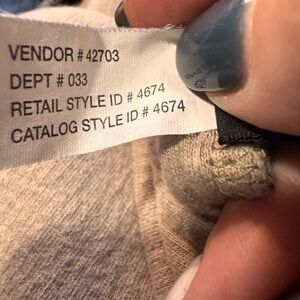 VENDOR # 42703
DEPT # 033
RETAIL STYLE ID # 4674
CATALOG STYLE ID # 4674